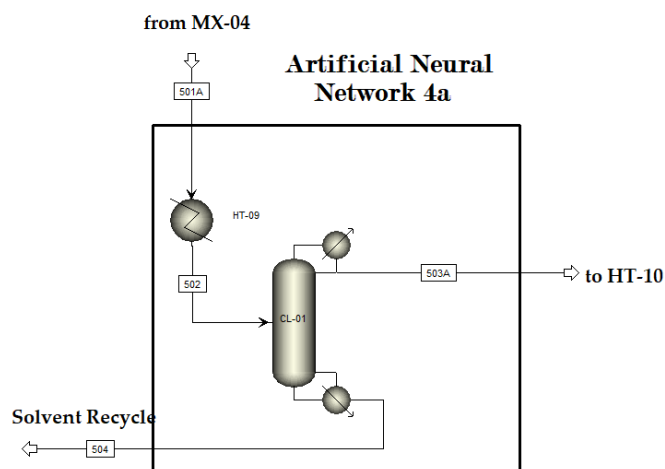 from MX-04
Artificial Neural
Network 4a
501A
HT-09
502
503A
to HT-10
CL-01
Solvent Recycle
504